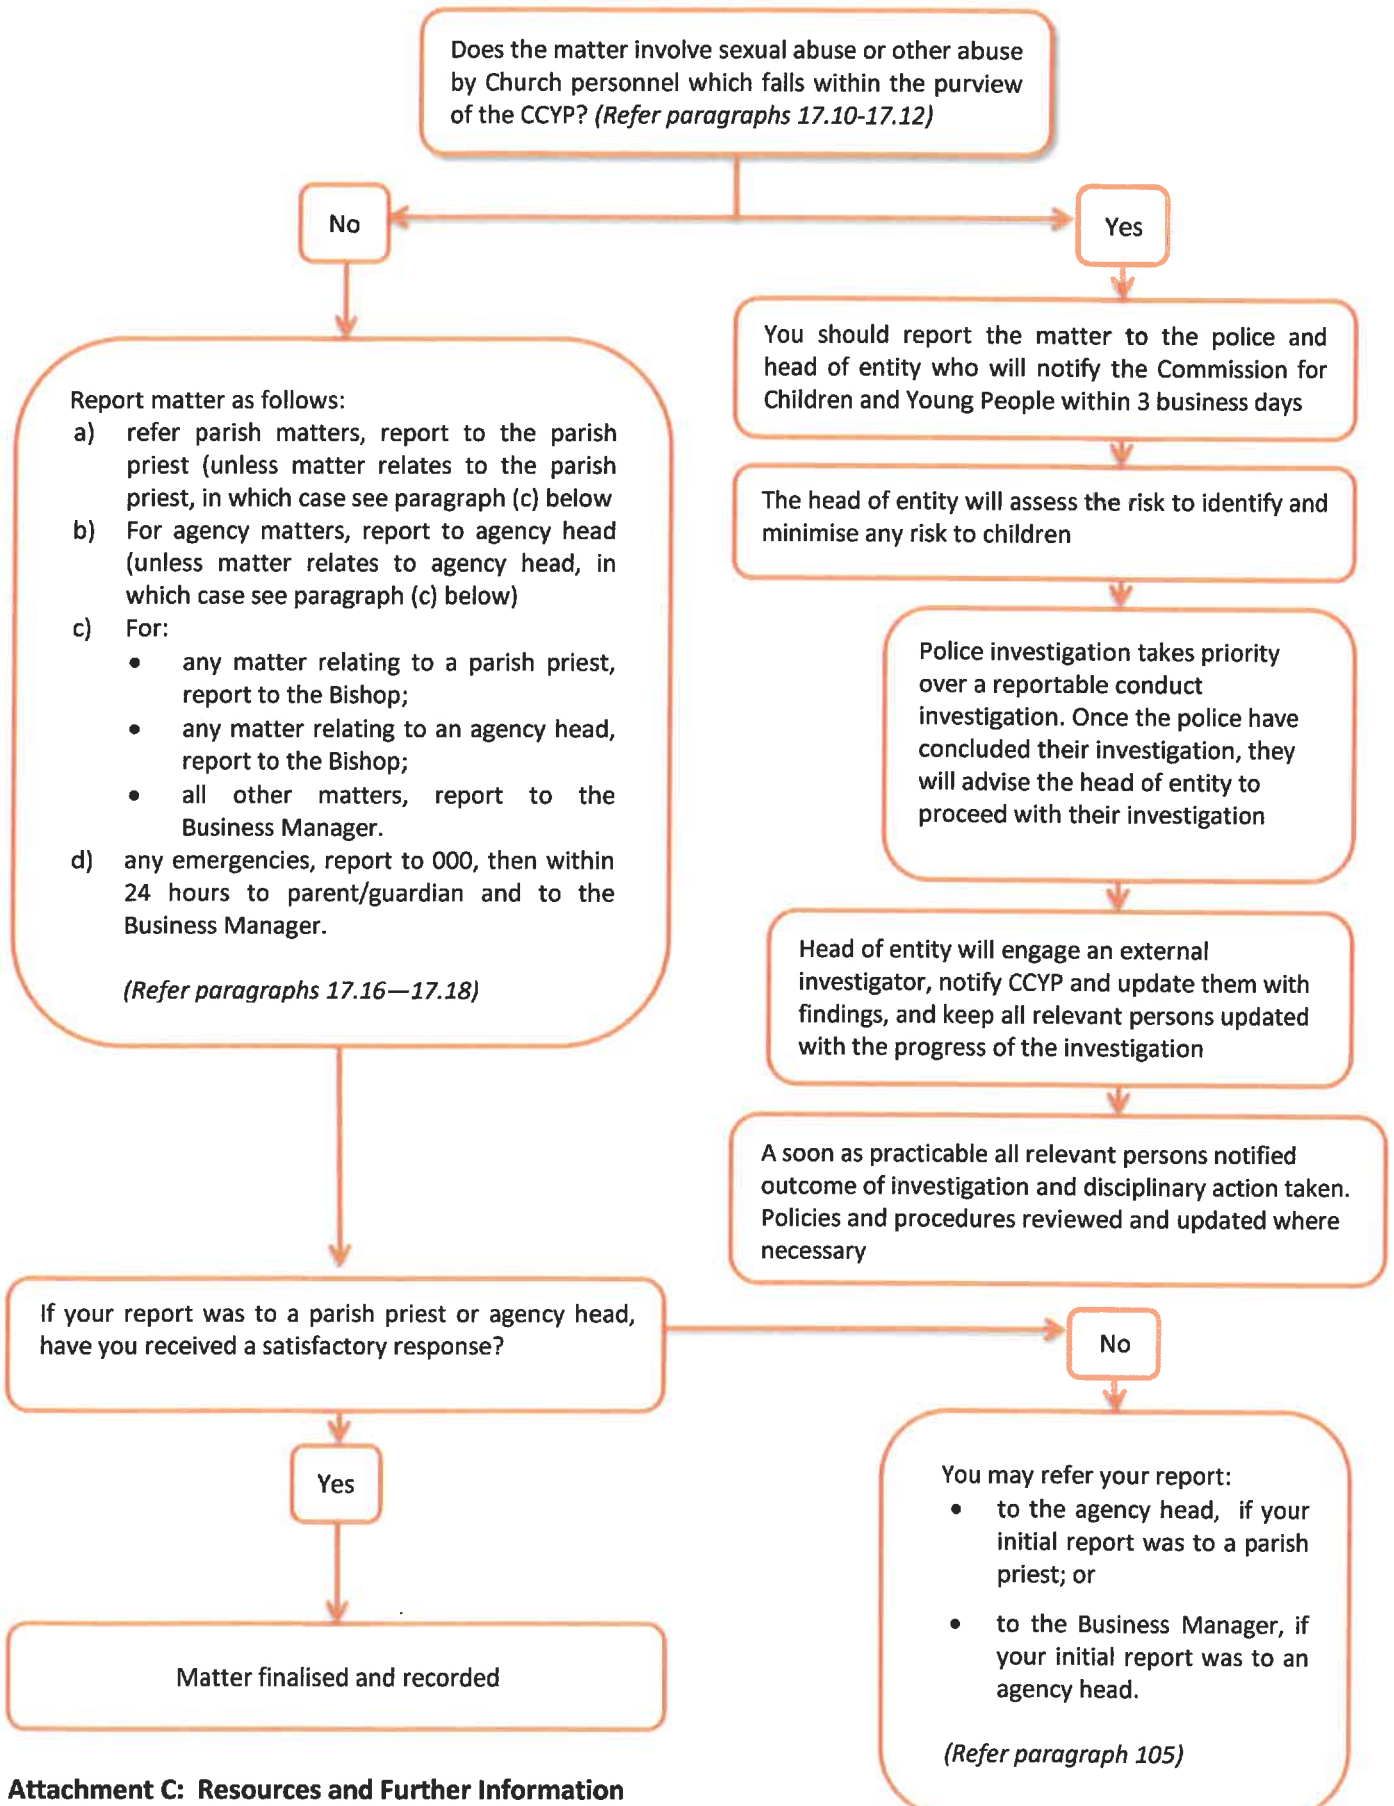 Does the matter involve sexual abuse or other abuse
by Church personnel which falls within the purview
of the CCYP? (Refer paragraphs 17.10-17.12)
No
Yes
Report matter as follows:
a) refer parish matters, report to the parish
priest (unless matter relates to the parish
priest, in which case see paragraph (c) below
b) For agency matters, report to agency head
(unless matter relates to agency head, in
which case see paragraph (c) below)
c) For:
• any matter relating to a parish priest,
report to the Bishop;
• any matter relating to an agency head,
report to the Bishop;
• all other matters, report to the
Business Manager.
d) any emergencies, report to 000, then within
24 hours to parent/guardian and to the
Business Manager.
(Refer paragraphs 17.16—17.18)
You should report the matter to the police and
head of entity who will notify the Commission for
Children and Young People within 3 business days
The head of entity will assess the risk to identify and
minimise any risk to children
Police investigation takes priority
over a reportable conduct
investigation. Once the police have
concluded their investigation, they
will advise the head of entity to
proceed with their investigation
Head of entity will engage an external
investigator, notify CCYP and update them with
findings, and keep all relevant persons updated
with the progress of the investigation
A soon as practicable all relevant persons notified
outcome of investigation and disciplinary action taken.
Policies and procedures reviewed and updated where
necessary
If your report was to a parish priest or agency head,
have you received a satisfactory response?
No
Yes
You may refer your report:
• to the agency head, if your
initial report was to a parish
priest; or
• to the Business Manager, if
your initial report was to an
agency head.
(Refer paragraph 105)
Matter finalised and recorded
Attachment C: Resources and Further Information